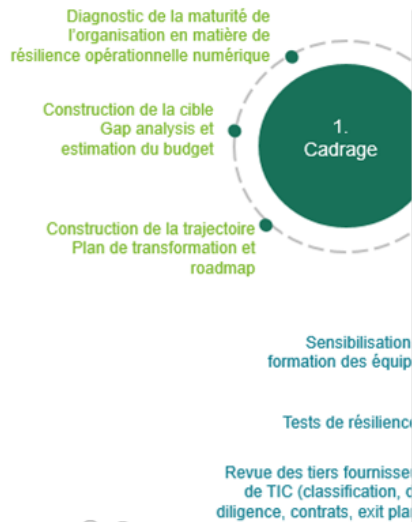 Diagnostic de la maturité de
l'organisation en matière de
résilience opérationnelle numérique
Construction de la cible
Gap analysis et
estimation du budget
1.
Cadrage
Construction de la trajectoire
Plan de transformation et
roadmap
Sensibilisation
formation des équip
Tests de résilience
Revue des tiers fournisse
de TIC (classification, d
diligence, contrats, exit pla